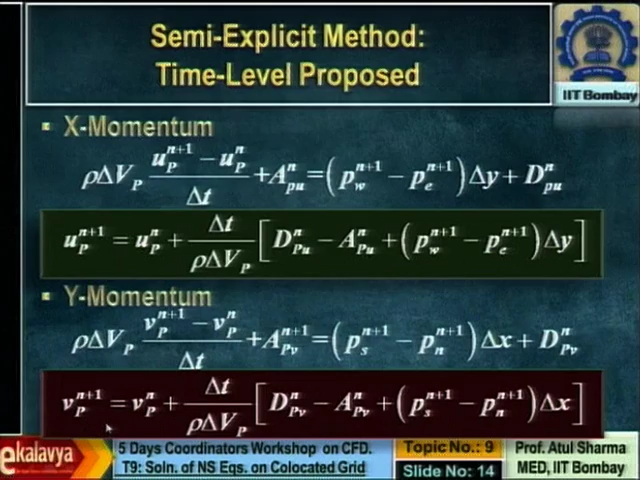 Semi-Explicit Method:
Time-Level Proposed
IIT Bombay
X-Momentum
ρΔV_P (u_P^{n+1} − u_P^n)/Δt + A_{pu}^n = (p_w^{n+1} − p_e^{n+1}) Δy + D_{pu}^n
u_P^{n+1} = u_P^n + Δt/(ρΔV_P) [D_{Pu}^n − A_{Pu}^n + (p_w^{n+1} − p_e^{n+1}) Δy]
Y-Momentum
ρΔV_P (v_P^{n+1} − v_P^n)/Δt + A_{Pv}^{n+1} = (p_s^{n+1} − p_n^{n+1}) Δx + D_{Pv}^n
v_P^{n+1} = v_P^n + Δt/(ρΔV_P) [D_{Pv}^n − A_{Pv}^n + (p_s^{n+1} − p_n^{n+1}) Δx]
ekalavya
5 Days Coordinators Workshop on CFD.
T9: Soln. of NS Eqs. on Colocated Grid
Topic No.: 9
Slide No.: 14
Prof. Atul Sharma
MED, IIT Bombay